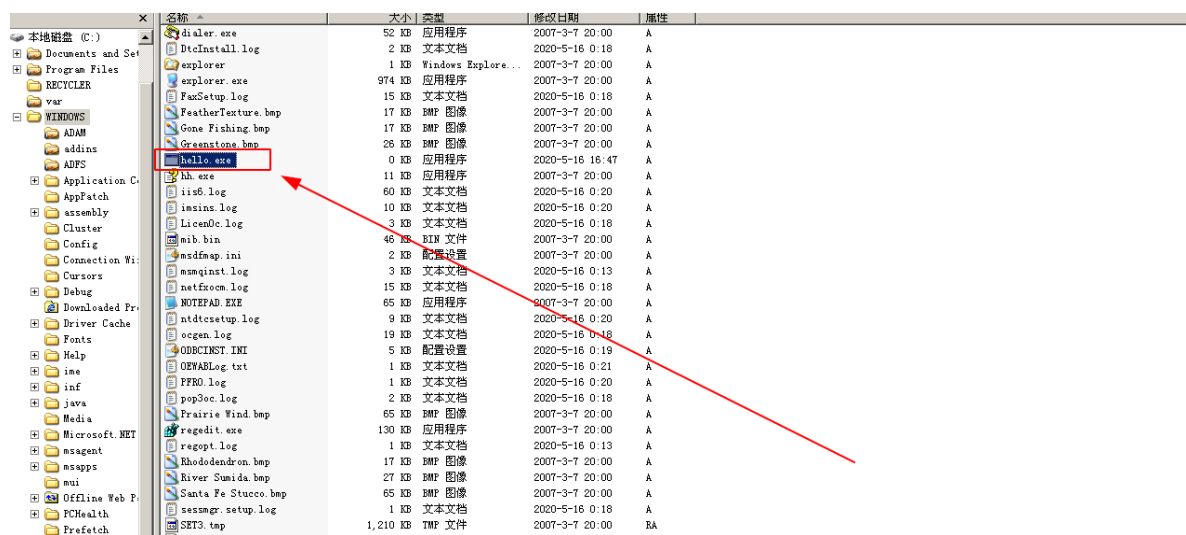 名称 大小 类型 修改日期 属性
本地磁盘 (C:)
Documents and Set
Program Files
RECYCLER
var
WINDOWS
ADAM
addins
ADFS
Application C
AppPatch
assembly
Cluster
Config
Connection Wi
Cursors
Debug
Downloaded Pr
Driver Cache
Fonts
Help
ime
inf
java
Media
Microsoft.NET
msagent
msapps
mui
Offline Web P
PCHealth
Prefetch
dialer.exe 52 KB 应用程序 2007-3-7 20:00 A
DtcInstall.log 2 KB 文本文档 2020-5-16 0:18 A
explorer 1 KB Windows Explore... 2007-3-7 20:00 A
explorer.exe 974 KB 应用程序 2007-3-7 20:00 A
FaxSetup.log 15 KB 文本文档 2020-5-16 0:18 A
FeatherTexture.bmp 17 KB BMP 图像 2007-3-7 20:00 A
Gone Fishing.bmp 17 KB BMP 图像 2007-3-7 20:00 A
Greenstone.bmp 26 KB BMP 图像 2007-3-7 20:00 A
hello.exe 0 KB 应用程序 2020-5-16 16:47 A
hh.exe 11 KB 应用程序 2007-3-7 20:00 A
iis6.log 60 KB 文本文档 2020-5-16 0:20 A
imsins.log 10 KB 文本文档 2020-5-16 0:20 A
LicenOc.log 3 KB 文本文档 2020-5-16 0:18 A
mib.bin 46 KB BIN 文件 2007-3-7 20:00 A
msdfmap.ini 2 KB 配置设置 2007-3-7 20:00 A
msmqinst.log 3 KB 文本文档 2020-5-16 0:13 A
netfxocm.log 15 KB 文本文档 2020-5-16 0:18 A
NOTEPAD.EXE 65 KB 应用程序 2007-3-7 20:00 A
ntdtcsetup.log 9 KB 文本文档 2020-5-16 0:20 A
ocgen.log 19 KB 文本文档 2020-5-16 0:18 A
ODBCINST.INI 5 KB 配置设置 2020-5-16 0:19 A
OEWABLog.txt 1 KB 文本文档 2020-5-16 0:21 A
PFRO.log 1 KB 文本文档 2020-5-16 0:20 A
pop3oc.log 2 KB 文本文档 2020-5-16 0:18 A
Prairie Wind.bmp 65 KB BMP 图像 2007-3-7 20:00 A
regedit.exe 130 KB 应用程序 2007-3-7 20:00 A
regopt.log 1 KB 文本文档 2020-5-16 0:13 A
Rhododendron.bmp 17 KB BMP 图像 2007-3-7 20:00 A
River Sumida.bmp 27 KB BMP 图像 2007-3-7 20:00 A
Santa Fe Stucco.bmp 65 KB BMP 图像 2007-3-7 20:00 A
sessmgr.setup.log 1 KB 文本文档 2020-5-16 0:18 A
SET3.tmp 1,210 KB TMP 文件 2007-3-7 20:00 RA